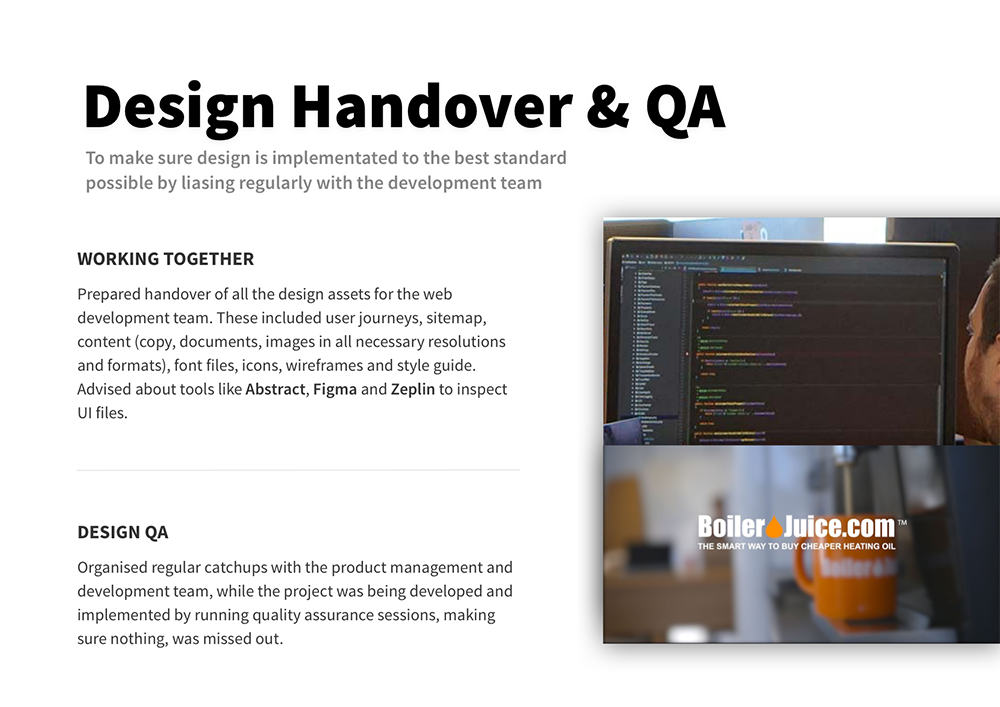 Design Handover & QA
To make sure design is implementated to the best standard
possible by liasing regularly with the development team
WORKING TOGETHER
Prepared handover of all the design assets for the web
development team. These included user journeys, sitemap,
content (copy, documents, images in all necessary resolutions
and formats), font files, icons, wireframes and style guide.
Advised about tools like Abstract, Figma and Zeplin to inspect
UI files.
DESIGN QA
Organised regular catchups with the product management and
development team, while the project was being developed and
implemented by running quality assurance sessions, making
sure nothing, was missed out.
BoilerJuice.com™
THE SMART WAY TO BUY CHEAPER HEATING OIL